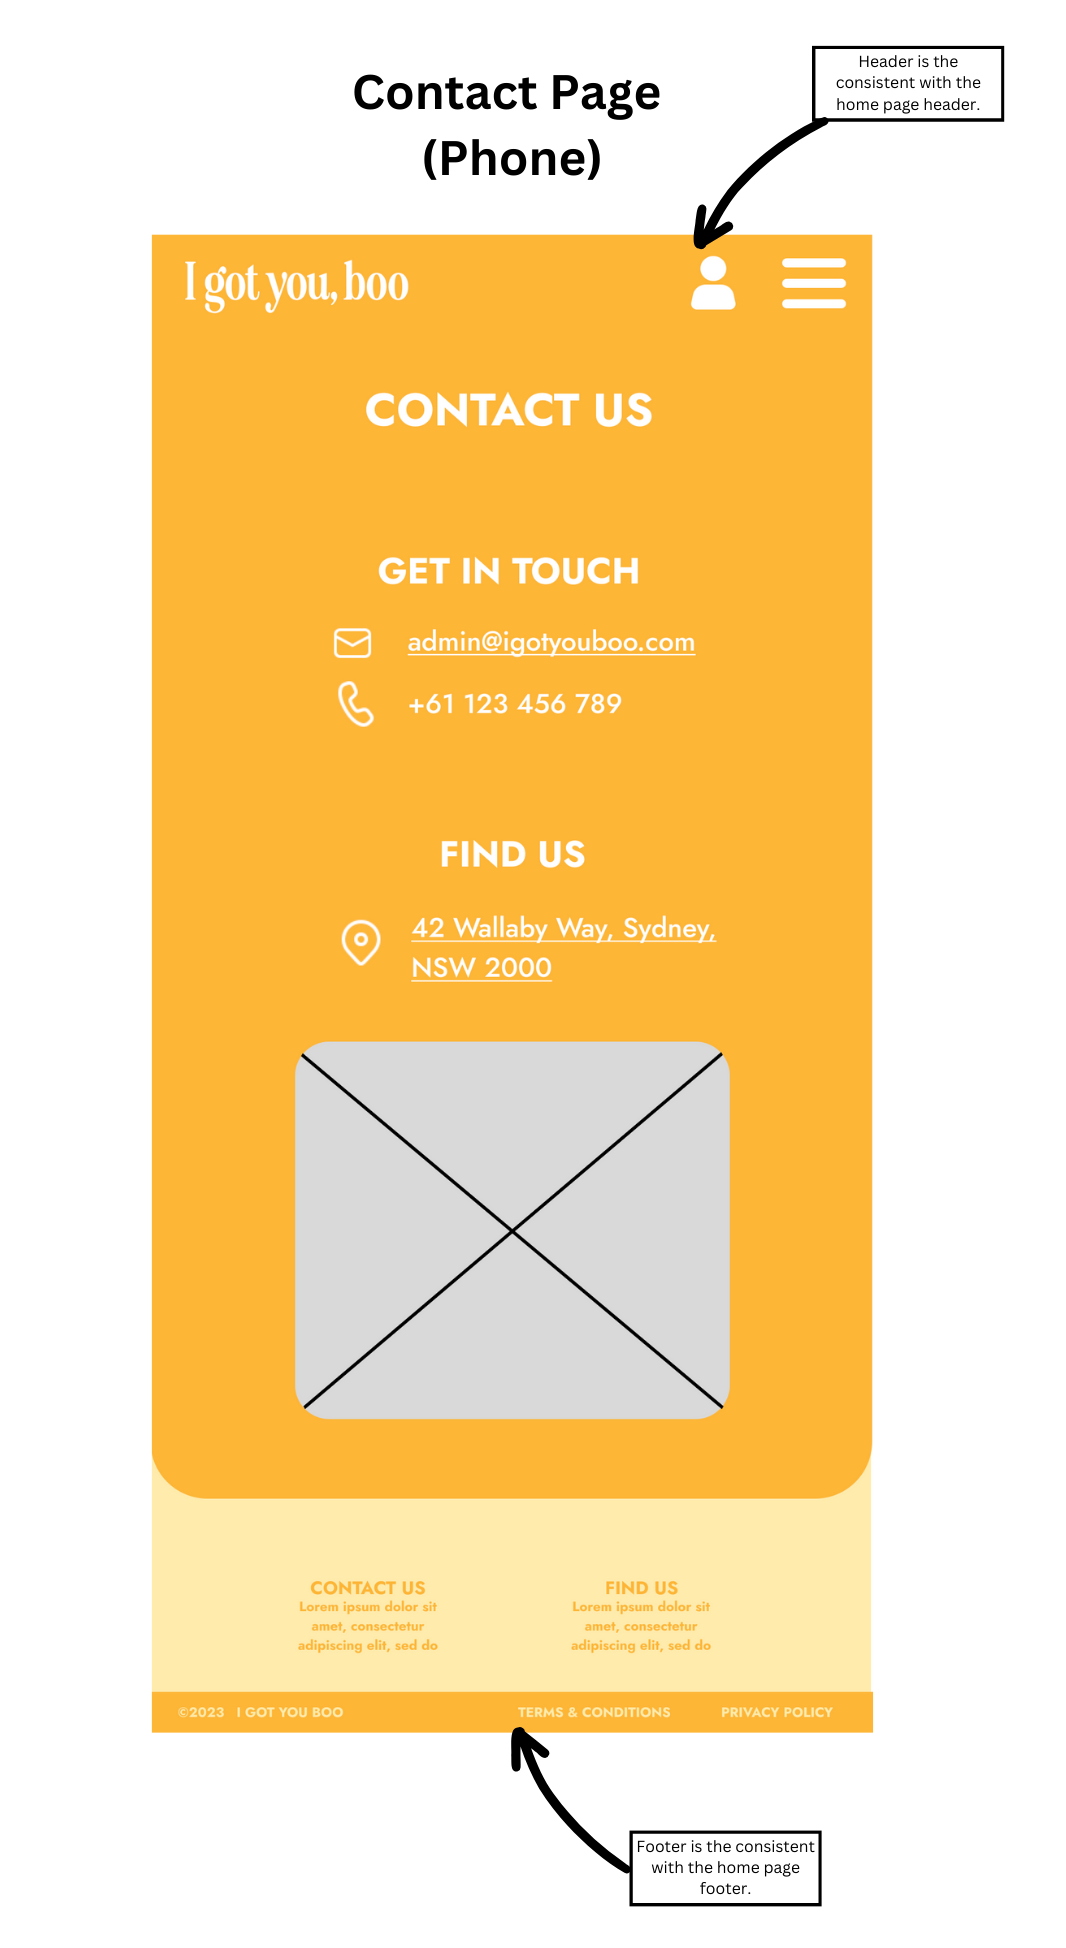 Contact Page
(Phone)
Header is the
consistent with the
home page header.
I got you, boo
CONTACT US
GET IN TOUCH
admin@igotyouboo.com
+61 123 456 789
FIND US
42 Wallaby Way, Sydney,
NSW 2000
CONTACT US
Lorem ipsum dolor sit
amet, consectetur
adipiscing elit, sed do
FIND US
Lorem ipsum dolor sit
amet, consectetur
adipiscing elit, sed do
©2023 I GOT YOU BOO
TERMS & CONDITIONS
PRIVACY POLICY
Footer is the consistent
with the home page
footer.